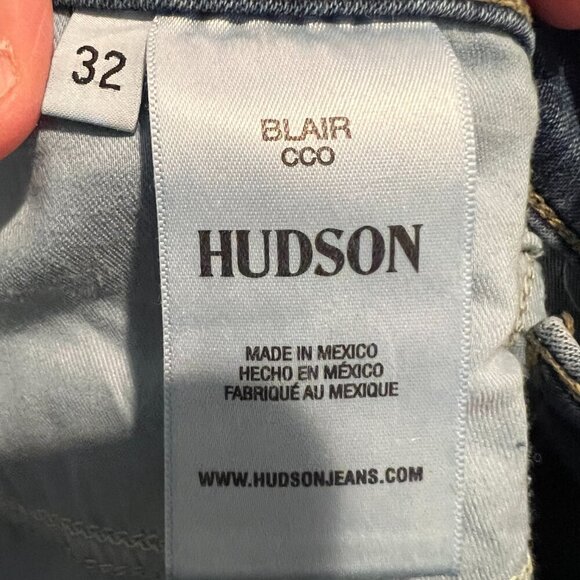 32
BLAIR
CCO
HUDSON
MADE IN MEXICO
HECHO EN MÉXICO
FABRIQUÉ AU MEXIQUE
WWW.HUDSONJEANS.COM